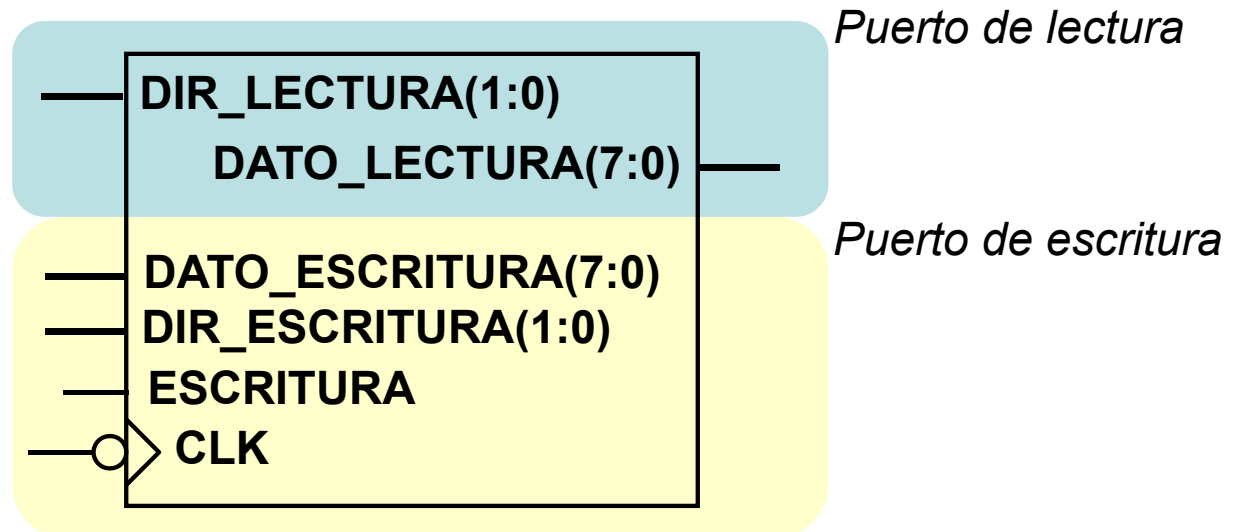 Puerto de lectura
DIR_LECTURA(1:0)
DATO_LECTURA(7:0)
Puerto de escritura
DATO_ESCRITURA(7:0)
DIR_ESCRITURA(1:0)
ESCRITURA
CLK